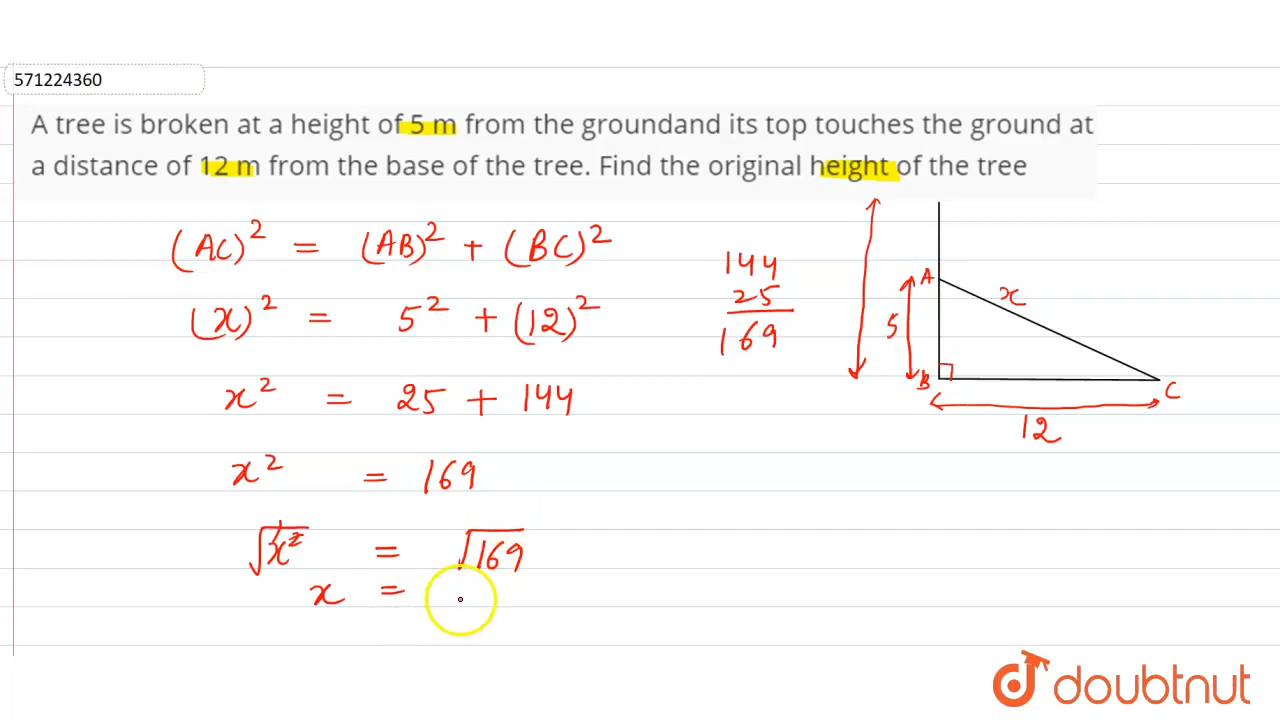 571224360
A tree is broken at a height of 5 m from the groundand its top touches the ground at
a distance of 12 m from the base of the tree. Find the original height of the tree
(AC)² = (AB)² + (BC)²
(x)² = 5² + (12)²
x² = 25 + 144
x² = 169
√x² = √169
x =
144
25
169
A
x
5
B
C
12
doubtnut